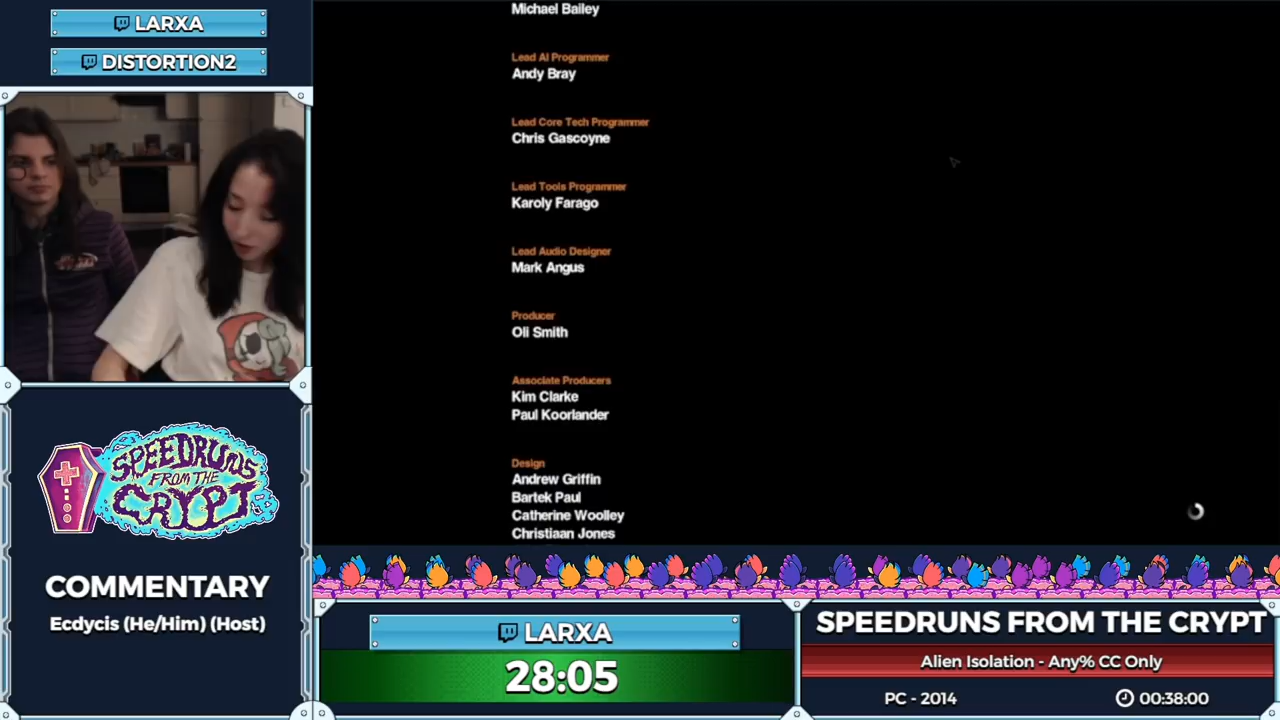 LARXA
DISTORTION2
SPEEDRUNS
FROM THE
CRYPT
COMMENTARY
Ecdycis (He/Him) (Host)
Michael Bailey
Lead AI Programmer
Andy Bray
Lead Core Tech Programmer
Chris Gascoyne
Lead Tools Programmer
Karoly Farago
Lead Audio Designer
Mark Angus
Producer
Oli Smith
Associate Producers
Kim Clarke
Paul Koorlander
Design
Andrew Griffin
Bartek Paul
Catherine Woolley
Christiaan Jones
LARXA
28:05
SPEEDRUNS FROM THE CRYPT
Alien Isolation - Any% CC Only
PC - 2014
00:38:00